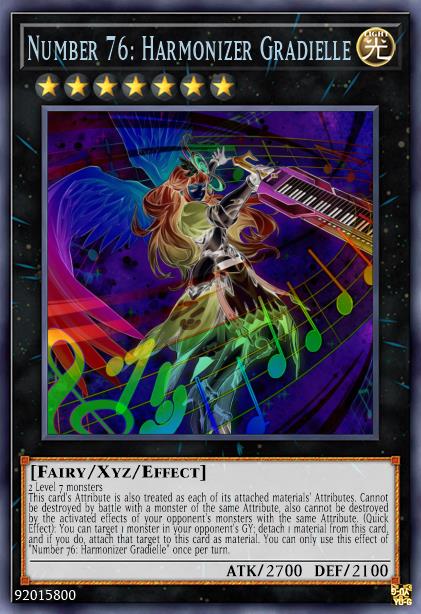 NUMBER 76: HARMONIZER GRADIELLE
LIGHT
光
[FAIRY/XYZ/EFFECT]
2 Level 7 monsters
This card's Attribute is also treated as each of its attached materials' Attributes. Cannot
be destroyed by battle with a monster of the same Attribute, also cannot be destroyed
by the activated effects of your opponent's monsters with the same Attribute. (Quick
Effect): You can target 1 monster in your opponent's GY; detach 1 material from this card,
and if you do, attach that target to this card as material. You can only use this effect of
"Number 76: Harmonizer Gradielle" once per turn.
ATK/2700 DEF/2100
92015800